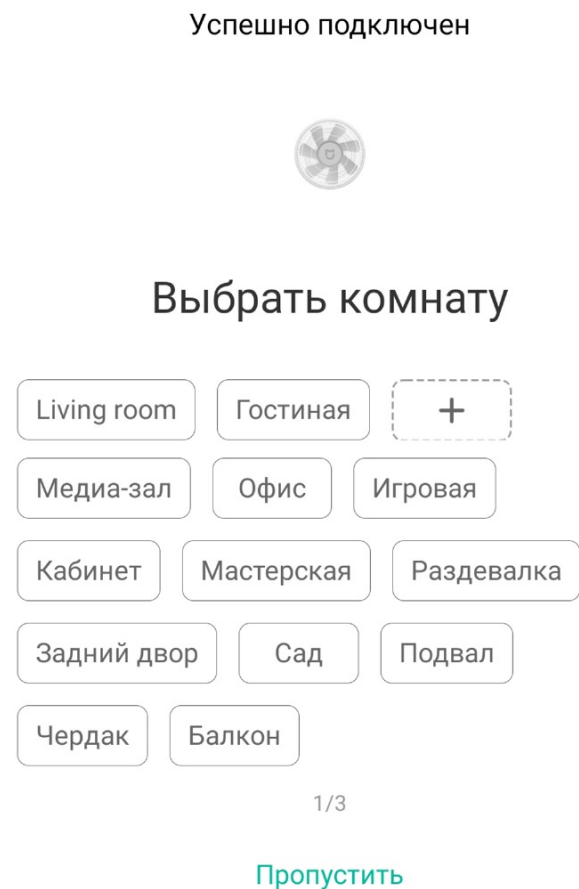 Успешно подключен
Выбрать комнату
Living room Гостиная +
Медиа-зал Офис Игровая
Кабинет Мастерская Раздевалка
Задний двор Сад Подвал
Чердак Балкон
1/3
Пропустить